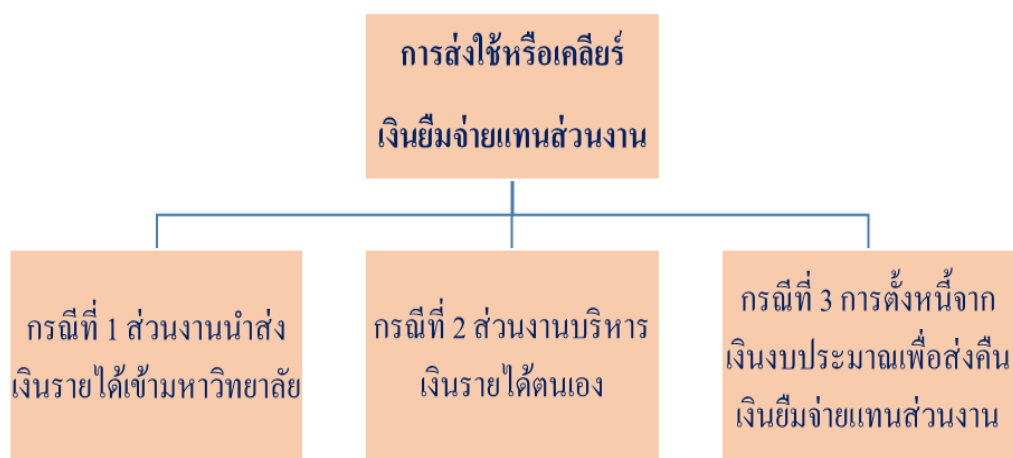 การส่งใช้หรือเคลียร์
เงินยืมจ่ายแทนส่วนงาน
กรณีที่ 1 ส่วนงานนำส่ง
เงินรายได้เข้ามหาวิทยาลัย
กรณีที่ 2 ส่วนงานบริหาร
เงินรายได้ตนเอง
กรณีที่ 3 การตั้งหนี้จาก
เงินงบประมาณเพื่อส่งคืน
เงินยืมจ่ายแทนส่วนงาน